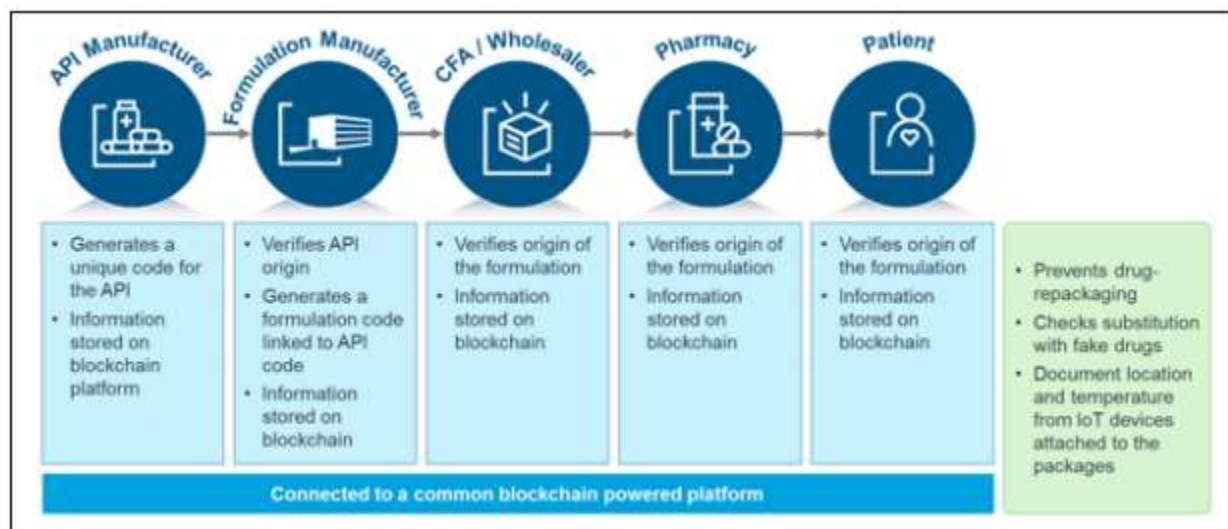 API Manufacturer
Formulation Manufacturer
CFA / Wholesaler
Pharmacy
Patient
• Generates a
unique code for
the API
• Information
stored on
blockchain
platform
• Verifies API
origin
• Generates a
formulation code
linked to API
code
• Information
stored on
blockchain
• Verifies origin of
the formulation
• Information
stored on
blockchain
• Verifies origin of
the formulation
• Information
stored on
blockchain
• Verifies origin of
the formulation
• Information
stored on
blockchain
• Prevents drug-
repackaging
• Checks substitution
with fake drugs
• Document location
and temperature
from IoT devices
attached to the
packages
Connected to a common blockchain powered platform